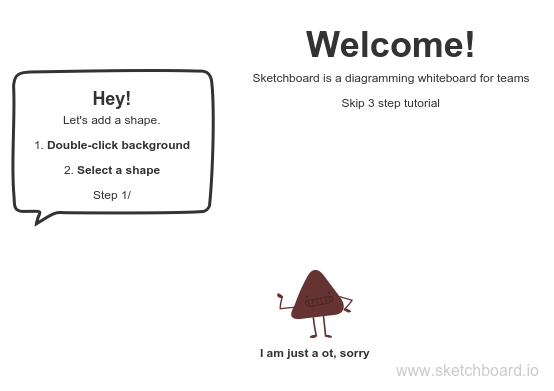 Welcome!
Sketchboard is a diagramming whiteboard for teams
Skip 3 step tutorial
Hey!
Let's add a shape.
1. Double-click background
2. Select a shape
Step 1/
I am just a ot, sorry
www.sketchboard.io